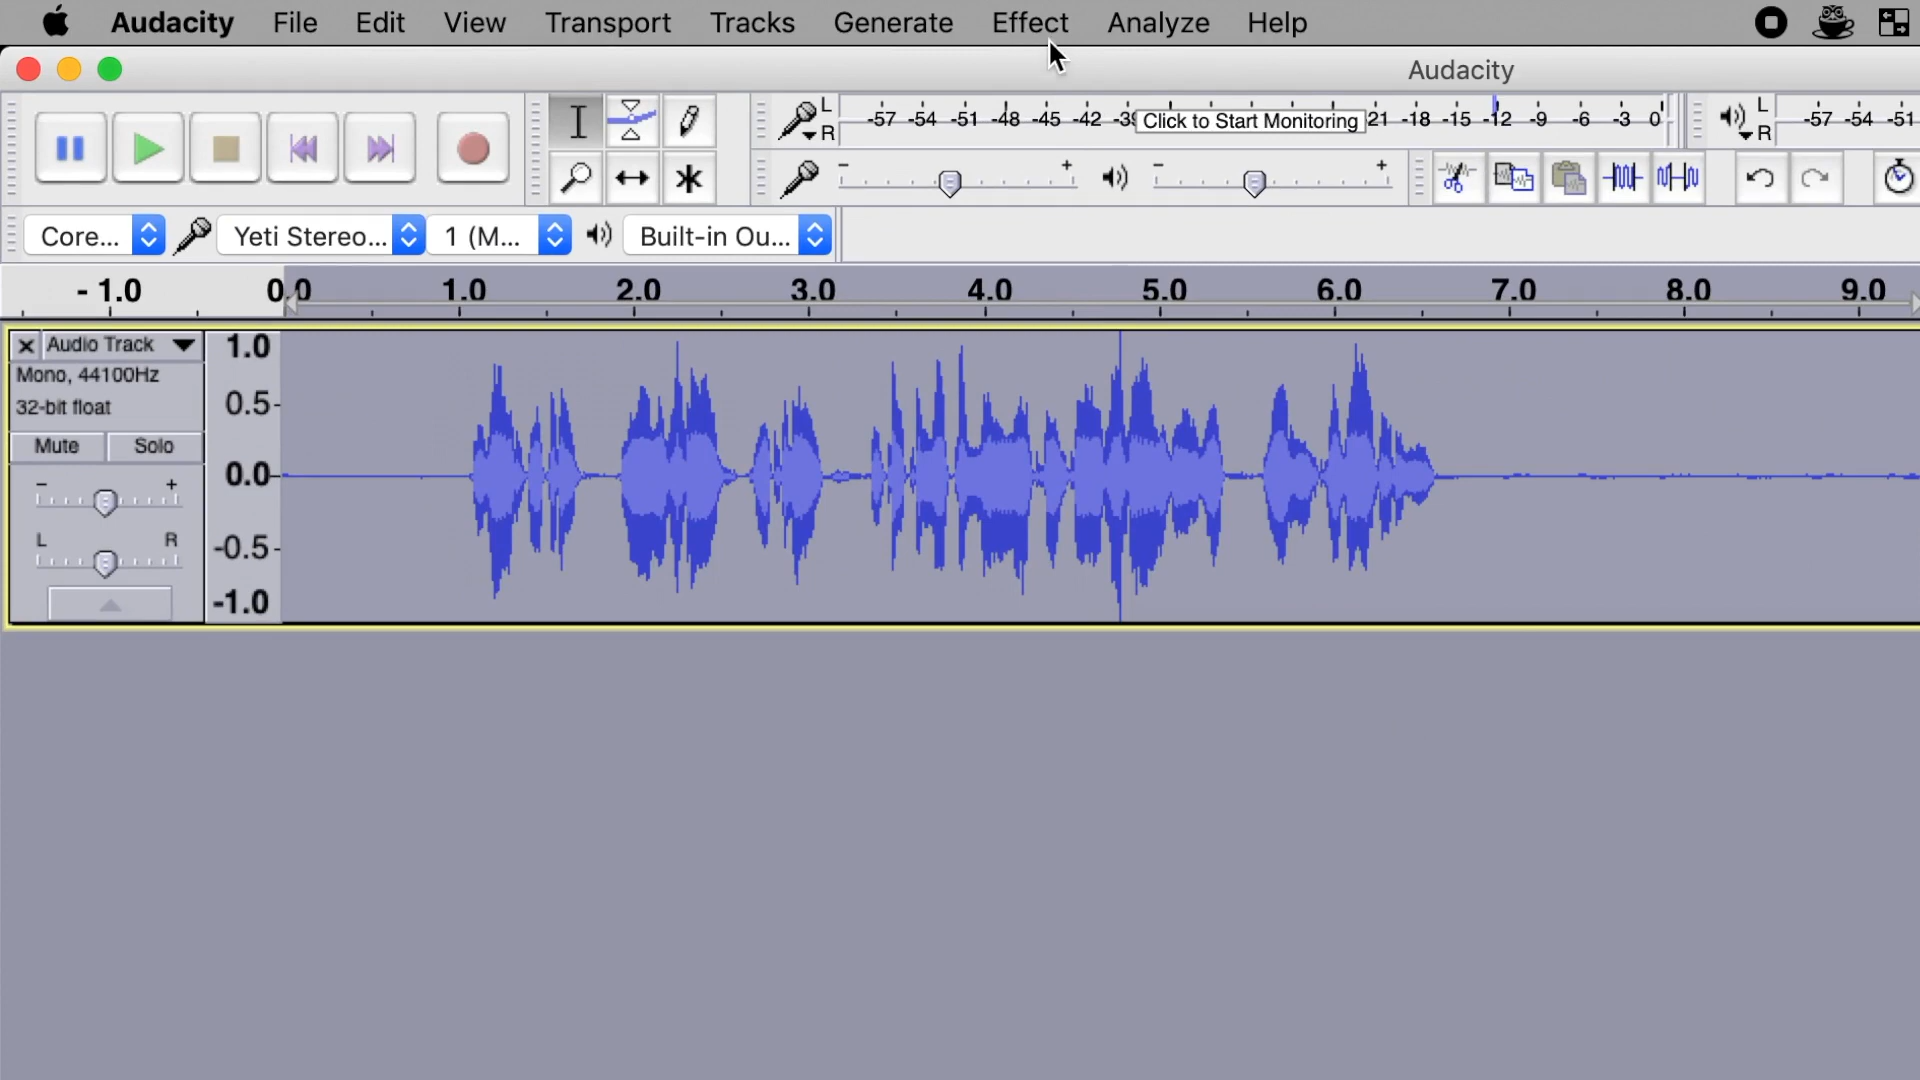 Audacity File Edit View Transport Tracks Generate Effect Analyze Help
Audacity
L
R
-57 -54 -51 -48 -45 -42 -3 Click to Start Monitoring 21 -18 -15 -12 -9 -6 -3 0
L
R
-57 -54 -51
- +
- +
Core... Yeti Stereo... 1 (M... Built-in Ou...
- 1.0 0.0 1.0 2.0 3.0 4.0 5.0 6.0 7.0 8.0 9.0
X Audio Track
Mono, 44100Hz
32-bit float
Mute Solo
- +
L R
1.0
0.5-
0.0-
-0.5-
-1.0